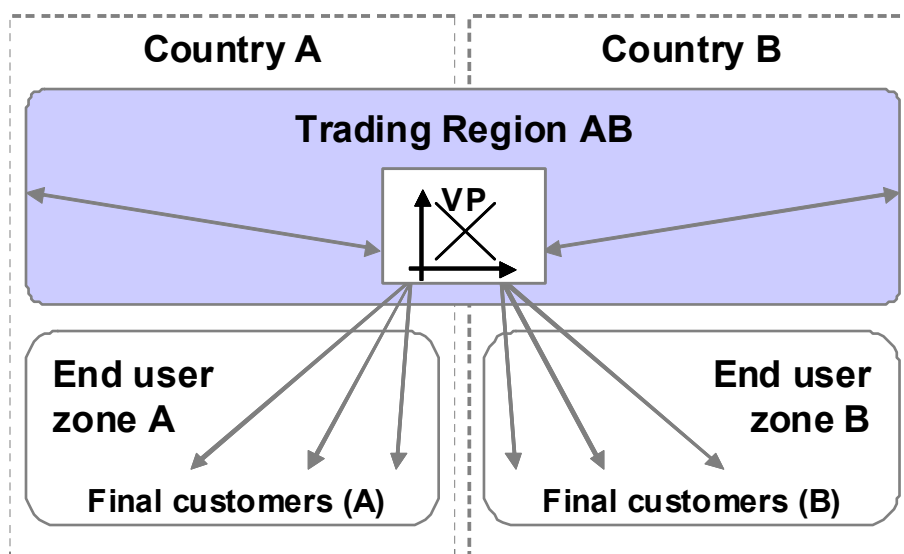 Country A
Country B
Trading Region AB
VP
End user
zone A
Final customers (A)
End user
zone B
Final customers (B)